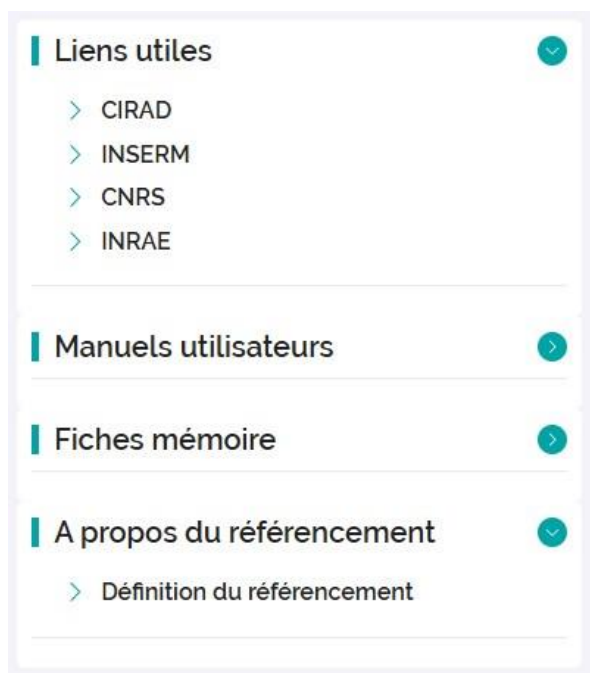 Liens utiles
CIRAD
INSERM
CNRS
INRAE
Manuels utilisateurs
Fiches mémoire
A propos du référencement
Définition du référencement